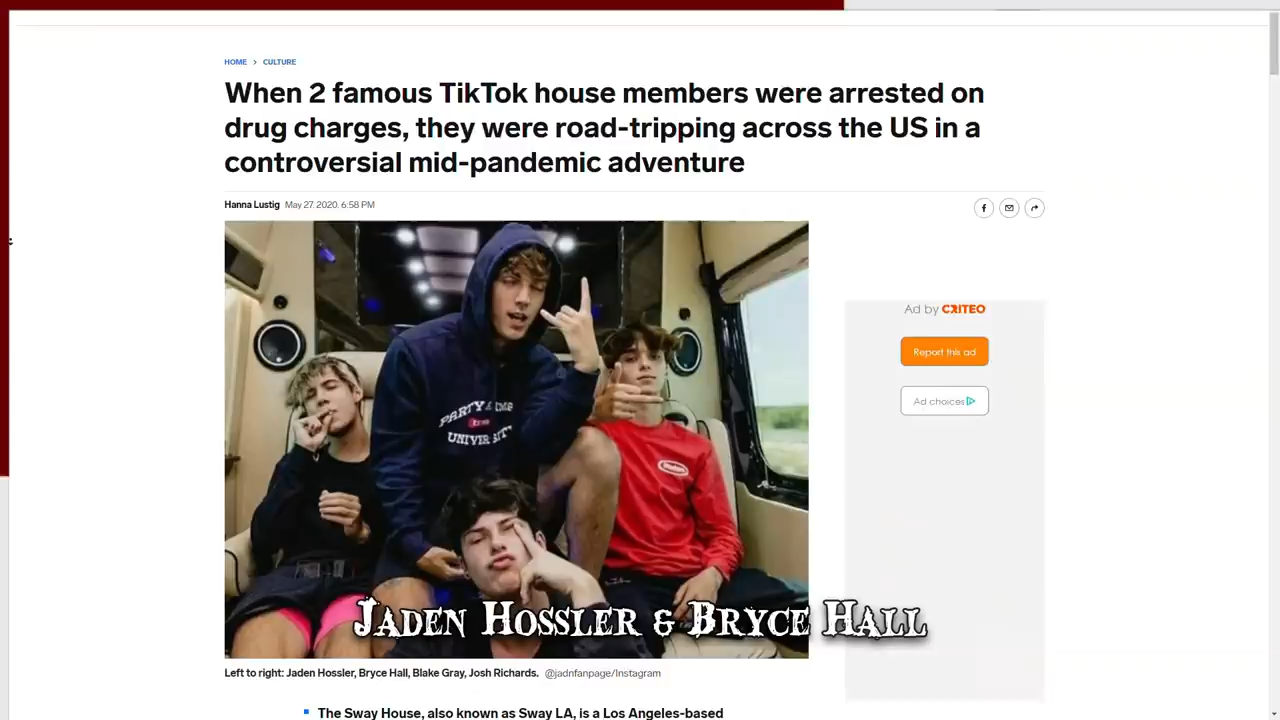 HOME > CULTURE
When 2 famous TikTok house members were arrested on
drug charges, they were road-tripping across the US in a
controversial mid-pandemic adventure
Hanna Lustig May 27, 2020, 6:58 PM
Ad by CRITEO
Report this ad
Ad choices
UNIVERSITY
JADEN HOSSLER & BRYCE HALL
Left to right: Jaden Hossler, Bryce Hall, Blake Gray, Josh Richards. @jadnfanpage/Instagram
The Sway House, also known as Sway LA, is a Los Angeles-based